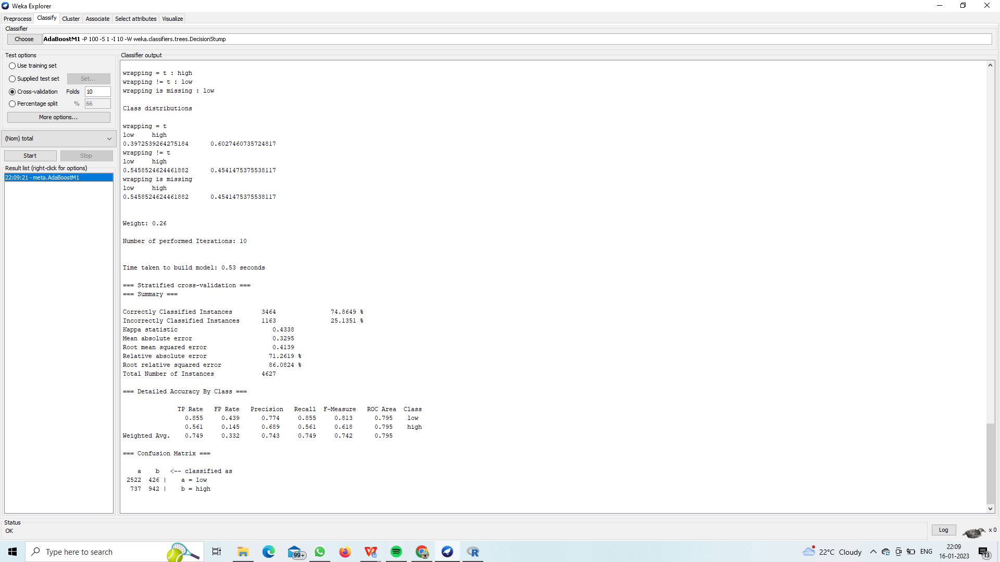 Weka Explorer
Preprocess Classify Cluster Associate Select attributes Visualize
Classifier
Choose AdaBoostM1 -P 100 -S 1 -I 10 -W weka.classifiers.trees.DecisionStump
Test options
Use training set
Supplied test set Set...
Cross-validation Folds 10
Percentage split % 66
More options...
(Nom) total
Start Stop
Result list (right-click for options)
22:09:21 - meta.AdaBoostM1
Classifier output
wrapping = t : high
wrapping != t : low
wrapping is missing : low
Class distributions
wrapping = t
low high
0.3972539264275184 0.6027460735724817
wrapping != t
low high
0.5458524624461882 0.4541475375538117
wrapping is missing
low high
0.5458524624461882 0.4541475375538117
Weight: 0.26
Number of performed Iterations: 10
Time taken to build model: 0.53 seconds
=== Stratified cross-validation ===
=== Summary ===
Correctly Classified Instances 3464 74.8649 %
Incorrectly Classified Instances 1163 25.1351 %
Kappa statistic 0.4338
Mean absolute error 0.3295
Root mean squared error 0.4139
Relative absolute error 71.2619 %
Root relative squared error 86.0824 %
Total Number of Instances 4627
=== Detailed Accuracy By Class ===
TP Rate FP Rate Precision Recall F-Measure ROC Area Class
0.855 0.439 0.774 0.855 0.813 0.795 low
0.561 0.145 0.689 0.561 0.618 0.795 high
Weighted Avg. 0.749 0.332 0.743 0.749 0.742 0.795
=== Confusion Matrix ===
a b <-- classified as
2522 426 | a = low
737 942 | b = high
Status
OK
Log x 0
Type here to search
99+
22°C Cloudy
ENG
22:09
16-01-2023
13